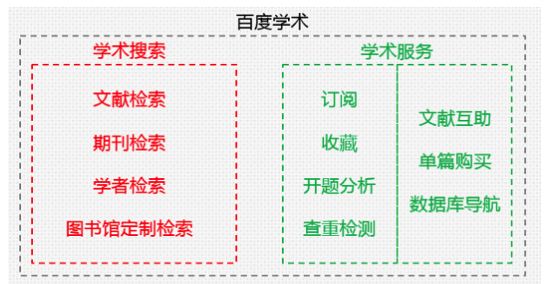 百度学术
学术搜索
文献检索
期刊检索
学者检索
图书馆定制检索
学术服务
订阅
收藏
开题分析
查重检测
文献互助
单篇购买
数据库导航